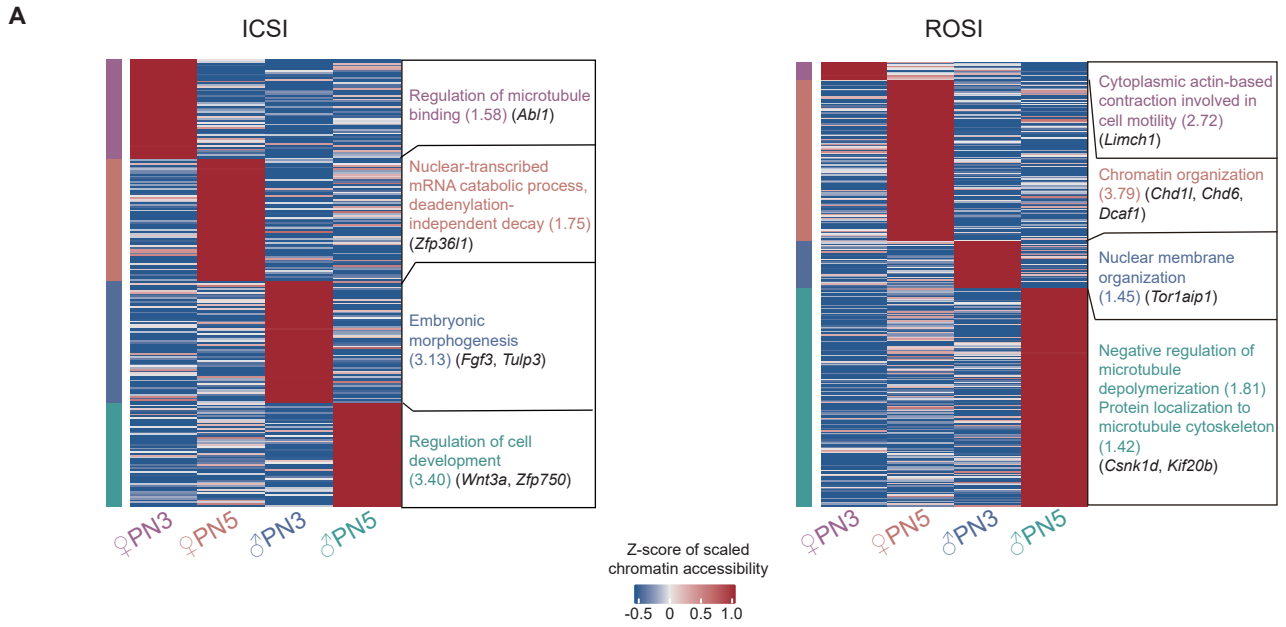 A
ICSI
Regulation of microtubule
binding (1.58) (Abl1)
Nuclear-transcribed
mRNA catabolic process,
deadenylation-
independent decay (1.75)
(Zfp36l1)
Embryonic
morphogenesis
(3.13) (Fgf3, Tulp3)
Regulation of cell
development
(3.40) (Wnt3a, Zfp750)
♀PN3
♀PN5
♂PN3
♂PN5
ROSI
Cytoplasmic actin-based
contraction involved in
cell motility (2.72)
(Limch1)
Chromatin organization
(3.79) (Chd1l, Chd6,
Dcaf1)
Nuclear membrane
organization
(1.45) (Tor1aip1)
Negative regulation of
microtubule
depolymerization (1.81)
Protein localization to
microtubule cytoskeleton
(1.42)
(Csnk1d, Kif20b)
♀PN3
♀PN5
♂PN3
♂PN5
Z-score of scaled
chromatin accessibility
-0.5 0 0.5 1.0